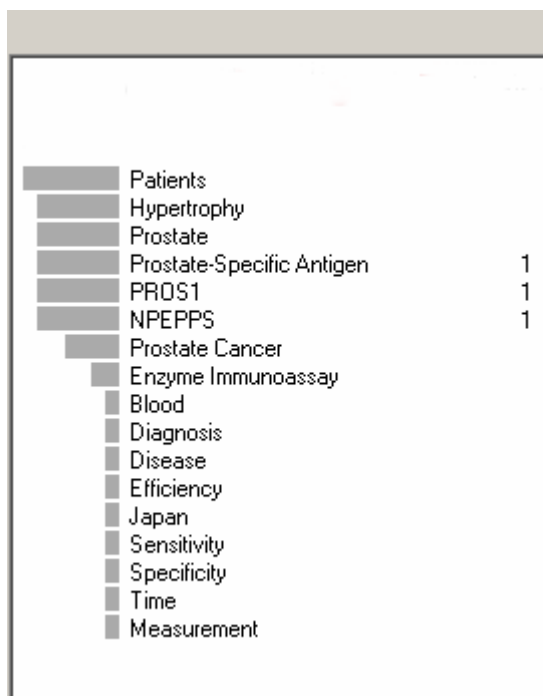 Patients
Hypertrophy
Prostate
Prostate-Specific Antigen 1
PROS1 1
NPEPPS 1
Prostate Cancer
Enzyme Immunoassay
Blood
Diagnosis
Disease
Efficiency
Japan
Sensitivity
Specificity
Time
Measurement